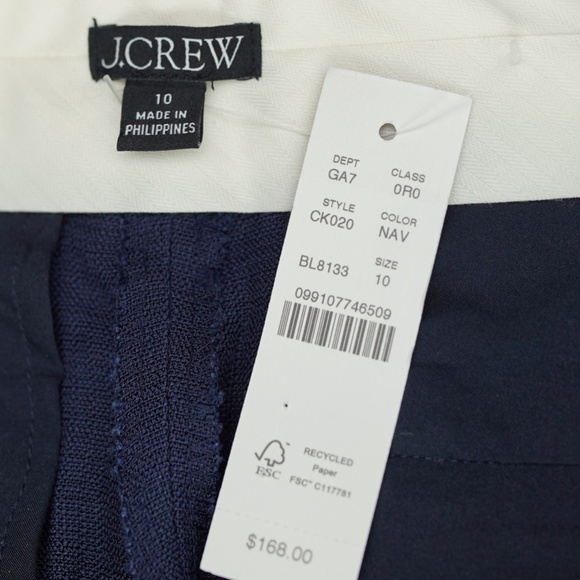 J.CREW
10
MADE IN
PHILIPPINES
DEPT CLASS
GA7 0R0
STYLE COLOR
CK020 NAV
BL8133 SIZE
10
099107746509
FSC
RECYCLED
Paper
FSC™ C117781
$168.00